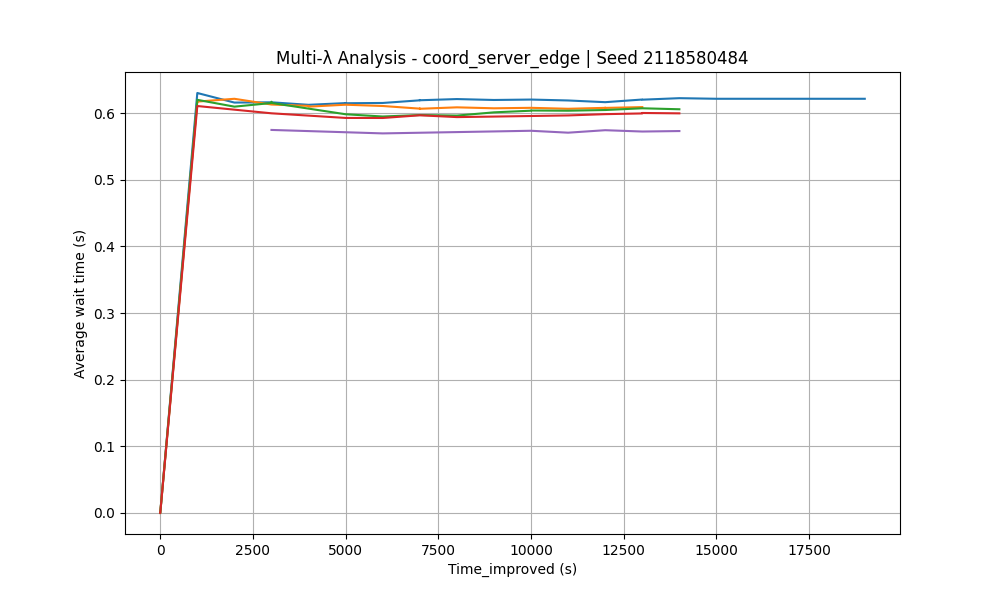 Multi-λ Analysis - coord_server_edge | Seed 2118580484
Average wait time (s)
0.6
0.5
0.4
0.3
0.2
0.1
0.0
0 2500 5000 7500 10000 12500 15000 17500
Time_improved (s)